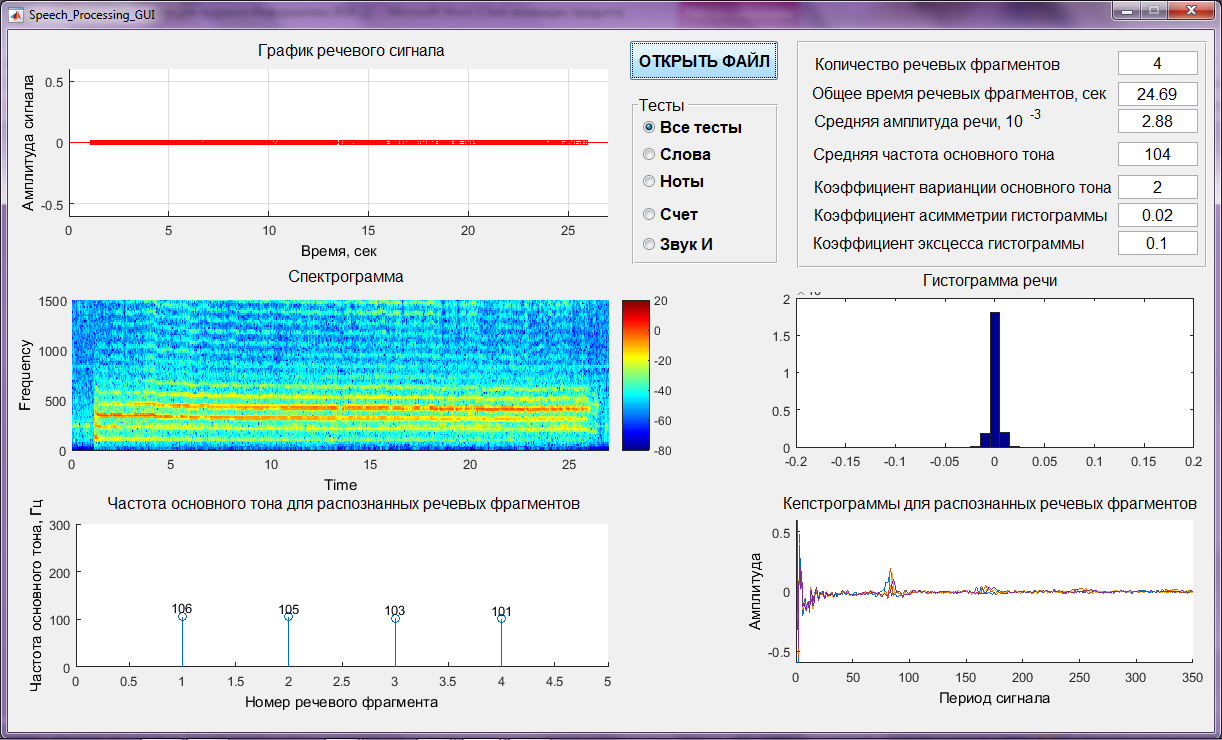 Speech_Processing_GUI
График речевого сигнала
Амплитуда сигнала
0.5
0
-0.5
0 5 10 15 20 25
Время, сек
ОТКРЫТЬ ФАЙЛ
Тесты
Все тесты
Слова
Ноты
Счет
Звук И
Количество речевых фрагментов 4
Общее время речевых фрагментов, сек 24.69
Средняя амплитуда речи, 10 -3 2.88
Средняя частота основного тона 104
Коэффициент варианции основного тона 2
Коэффициент асимметрии гистограммы 0.02
Коэффициент эксцесса гистограммы 0.1
Спектрограмма
Frequency
1500
1000
500
0
0 5 10 15 20 25
Time
20
0
-20
-40
-60
-80
Гистограмма речи
2
1.5
1
0.5
0
-0.2 -0.15 -0.1 -0.05 0 0.05 0.1 0.15 0.2
Частота основного тона для распознанных речевых фрагментов
Частота основного тона, Гц
300
200
100
0
106 105 103 101
0 0.5 1 1.5 2 2.5 3 3.5 4 4.5 5
Номер речевого фрагмента
Кепстрограммы для распознанных речевых фрагментов
Амплитуда
0.5
0
-0.5
0 50 100 150 200 250 300 350
Период сигнала